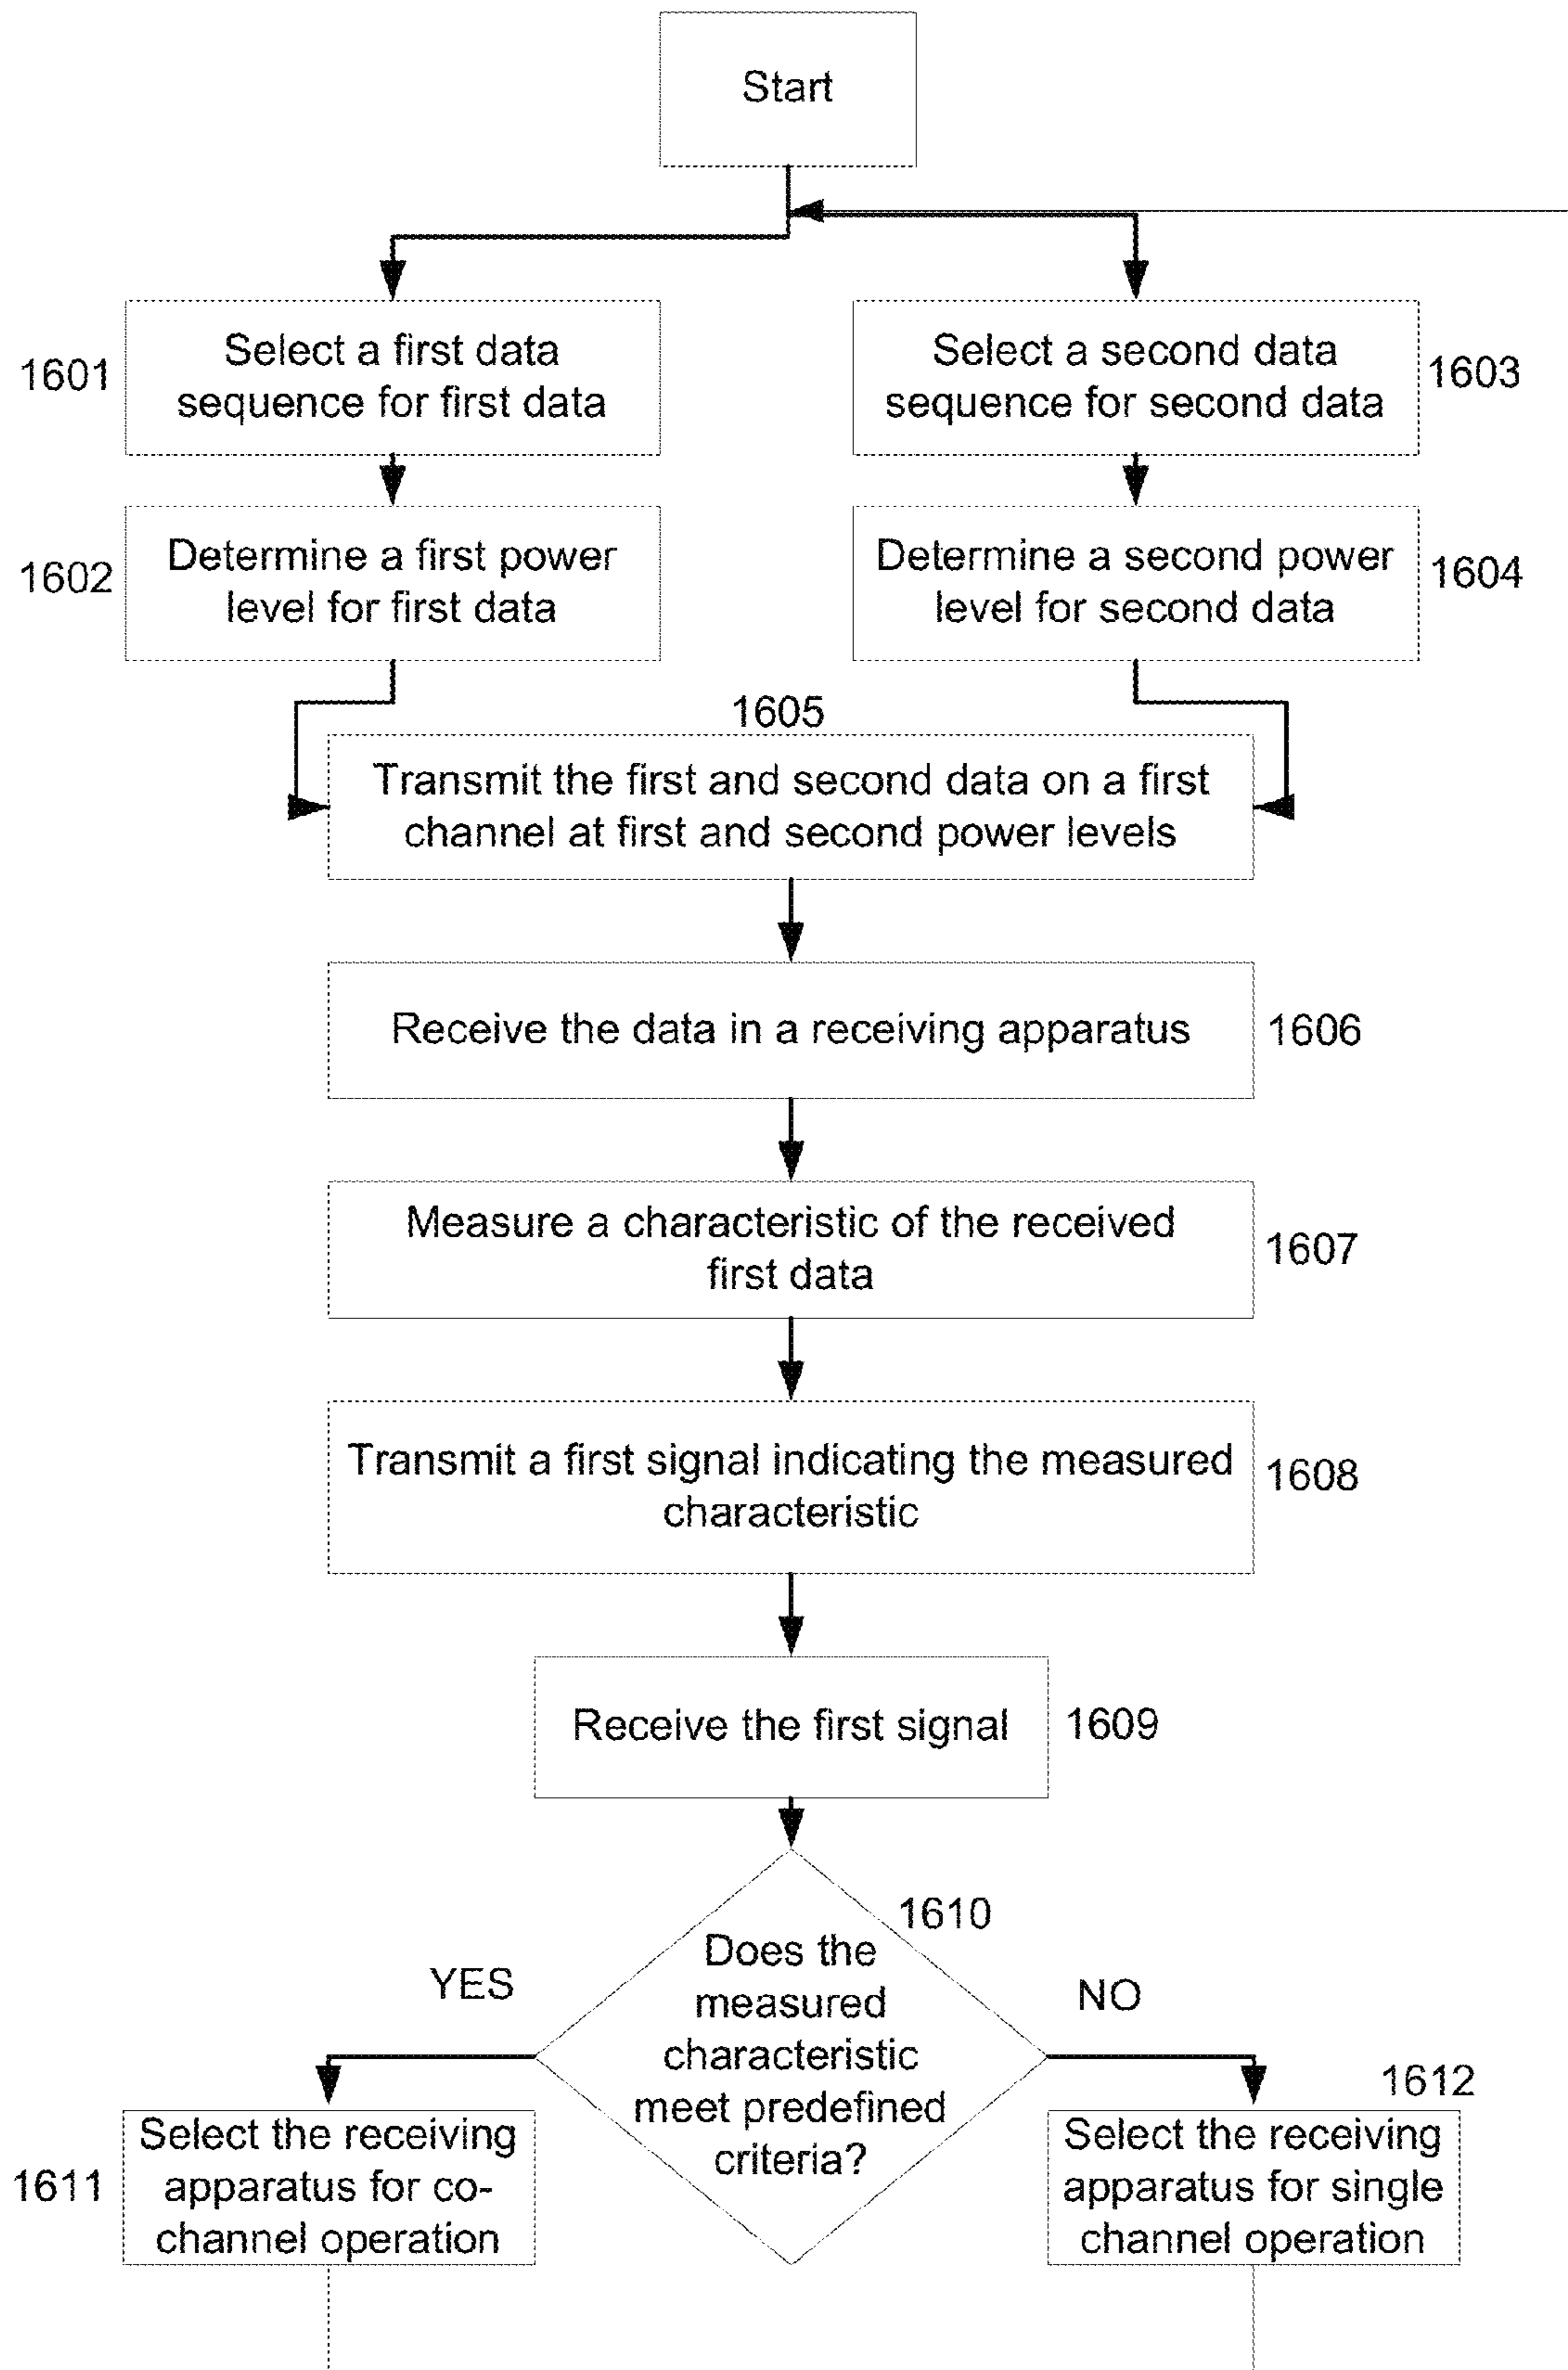 Start
1601
Select a first data
sequence for first data
Select a second data
sequence for second data
1603
1602
Determine a first power
level for first data
Determine a second power
level for second data
1604
1605
Transmit the first and second data on a first
channel at first and second power levels
Receive the data in a receiving apparatus
1606
Measure a characteristic of the received
first data
1607
Transmit a first signal indicating the measured
characteristic
1608
Receive the first signal
1609
1610
Does the
measured
characteristic
meet predefined
criteria?
YES
NO
1611
Select the receiving
apparatus for co-
channel operation
1612
Select the receiving
apparatus for single
channel operation